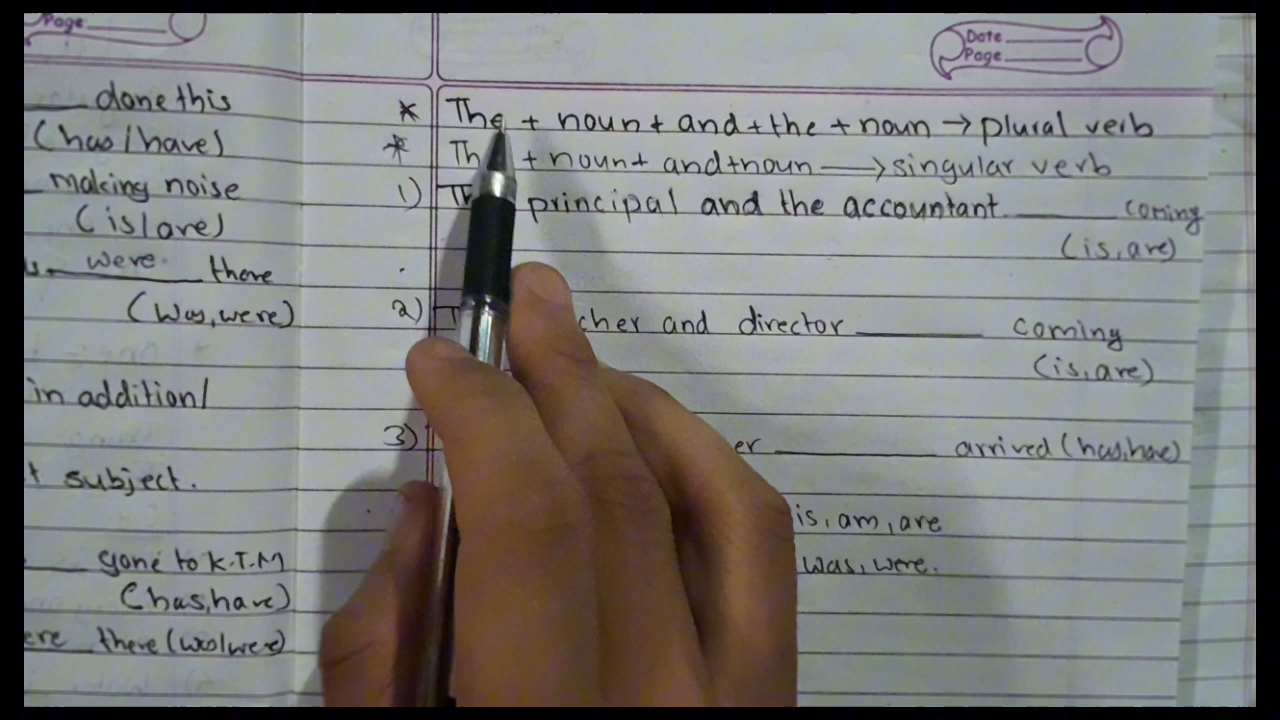 Page
done this
(has/have)
making noise
(is/are)
were there
(was, were)
in addition/
subject.
gone to K.T.M
(has, have)
there (was/were)
Date
Page
* The + noun + and + the + noun → plural verb
* + noun + and + noun → singular verb
1) principal and the accountant coming
(is, are)
2) and director coming
(is, are)
3) arrived (has, have)
is, am, are
was, were.